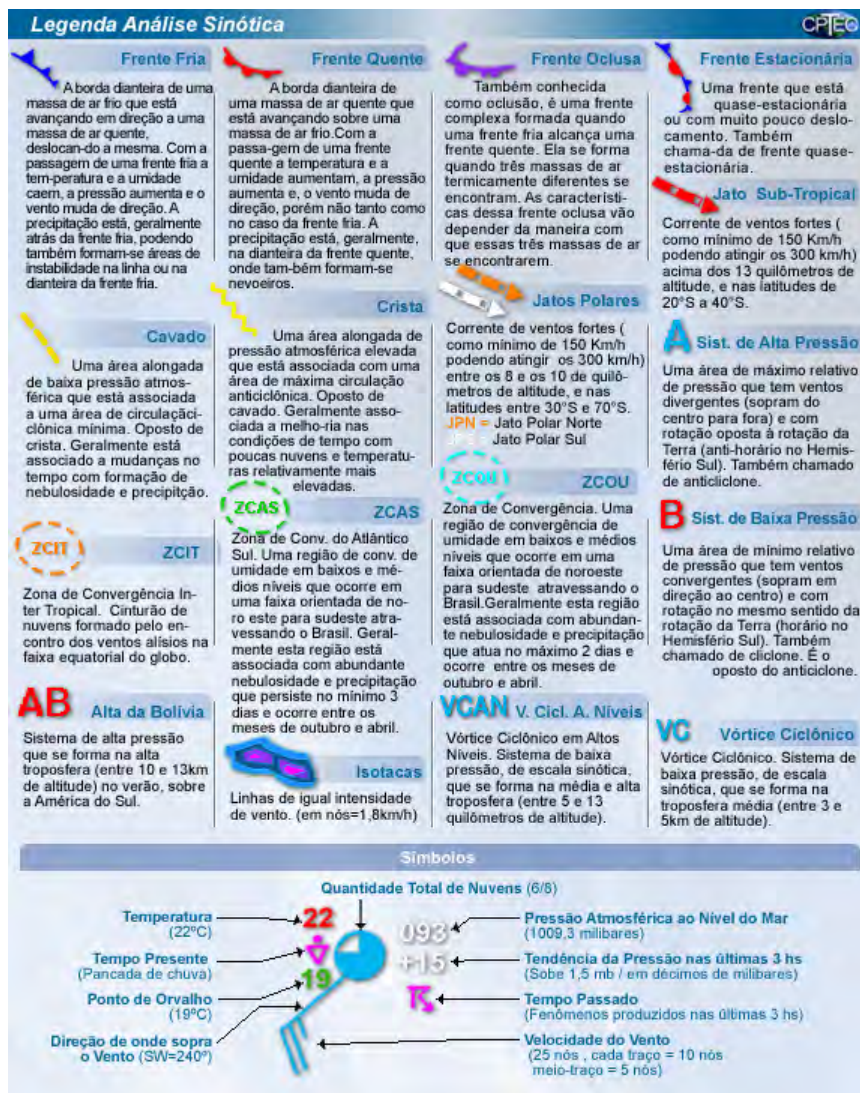 Legenda Análise Sinótica
CPTEC
Frente Fria
A borda dianteira de uma
massa de ar frio que está
avançando em direção a uma
massa de ar quente,
deslocan-do a mesma. Com a
passagem de uma frente fria a
tem-peratura e a umidade
caem, a pressão aumenta e o
vento muda de direção. A
precipitação está, geralmente
atrás da frente fria, podendo
também formam-se áreas de
instabilidade na linha ou na
dianteira da frente fria.
Cavado
Uma área alongada
de baixa pressão atmos-
férica que está associada
a uma área de circulaçãci-
clônica mínima. Oposto de
crista. Geralmente está
associado a mudanças no
tempo com formação de
nebulosidade e precipitção.
ZCIT
ZCIT
Zona de Convergência In-
ter Tropical. Cinturão de
nuvens formado pelo en-
contro dos ventos alísios na
faixa equatorial do globo.
AB
Alta da Bolívia
Sistema de alta pressão
que se forma na alta
troposfera (entre 10 e 13km
de altitude) no verão, sobre
a América do Sul.
Frente Quente
A borda dianteira de
uma massa de ar quente que
está avançando sobre uma
massa de ar frio.Com a
passa-gem de uma frente
quente a temperatura e a
umidade aumentam, a pressão
aumenta e, o vento muda de
direção, porém não tanto como
no caso da frente fria. A
precipitação está, geralmente,
na dianteira da frente quente,
onde tam-bém formam-se
nevoeiros.
Crista
Uma área alongada de
pressão atmosférica elevada
que está associada com uma
área de máxima circulação
anticiclônica. Oposto de
cavado. Geralmente asso-
ciada a melho-ria nas
condições de tempo com
poucas nuvens e temperatu-
ras relativamente mais
elevadas.
ZCAS
ZCAS
Zona de Conv. do Atlântico
Sul. Uma região de conv. de
umidade em baixos e mé-
dios níveis que ocorre em
uma faixa orientada de no-
ro este para sudeste atra-
vessando o Brasil. Geral-
mente esta região está
associada com abundante
nebulosidade e precipitação
que persiste no mínimo 3
dias e ocorre entre os
meses de outubro e abril.
Isotacas
Linhas de igual intensidade
de vento. (em nós=1,8km/h)
Frente Oclusa
Também conhecida
como oclusão, é uma frente
complexa formada quando
uma frente fria alcança uma
frente quente. Ela se forma
quando três massas de ar
termicamente diferentes se
encontram. As característi-
cas dessa frente oclusa vão
depender da maneira com
que essas três massas de ar
se encontrarem.
Jatos Polares
Corrente de ventos fortes (
como mínimo de 150 Km/h
podendo atingir os 300 km/h)
entre os 8 e os 10 de quilô-
metros de altitude, e nas
latitudes entre 30°S e 70°S.
JPN = Jato Polar Norte
JPS = Jato Polar Sul
ZCOU
ZCOU
Zona de Convergência. Uma
região de convergência de
umidade em baixos e médios
níveis que ocorre em uma
faixa orientada de noroeste
para sudeste atravessando o
Brasil.Geralmente esta região
está associada com abundan-
te nebulosidade e precipitação
que atua no máximo 2 dias e
ocorre entre os meses de
outubro e abril.
VCAN
V. Cicl. A. Níveis
Vórtice Ciclônico em Altos
Níveis. Sistema de baixa
pressão, de escala sinótica,
que se forma na média e alta
troposfera (entre 5 e 13
quilômetros de altitude).
Frente Estacionária
Uma frente que está
quase-estacionária
ou com muito pouco deslo-
camento. Também
chama-da de frente quase-
estacionária.
Jato Sub-Tropical
Corrente de ventos fortes (
como mínimo de 150 Km/h
podendo atingir os 300 km/h)
acima dos 13 quilômetros de
altitude, e nas latitudes de
20°S a 40°S.
A
Sist. de Alta Pressão
Uma área de máximo relativo
de pressão que tem ventos
divergentes (sopram do
centro para fora) e com
rotação oposta à rotação da
Terra (anti-horário no Hemis-
fério Sul). Também chamado
de anticliclone.
B
Sist. de Baixa Pressão
Uma área de mínimo relativo
de pressão que tem ventos
convergentes (sopram em
direção ao centro) e com
rotação no mesmo sentido da
rotação da Terra (horário no
Hemisfério Sul). Também
chamado de cliclone. É o
oposto do anticiclone.
VC
Vórtice Ciclônico
Vórtice Ciclônico. Sistema de
baixa pressão, de escala
sinótica, que se forma na
troposfera média (entre 3 e
5km de altitude).
Símbolos
Quantidade Total de Nuvens (6/8)
Temperatura
(22ºC)
22
Tempo Presente
(Pancada de chuva)
Ponto de Orvalho
(19ºC)
19
Direção de onde sopra
o Vento (SW=240º)
093
Pressão Atmosférica ao Nível do Mar
(1009,3 milibares)
+15
Tendência da Pressão nas últimas 3 hs
(Sobe 1,5 mb / em décimos de milibares)
Tempo Passado
(Fenômenos produzidos nas últimas 3 hs)
Velocidade do Vento
(25 nós , cada traço = 10 nós
meio-traço = 5 nós)